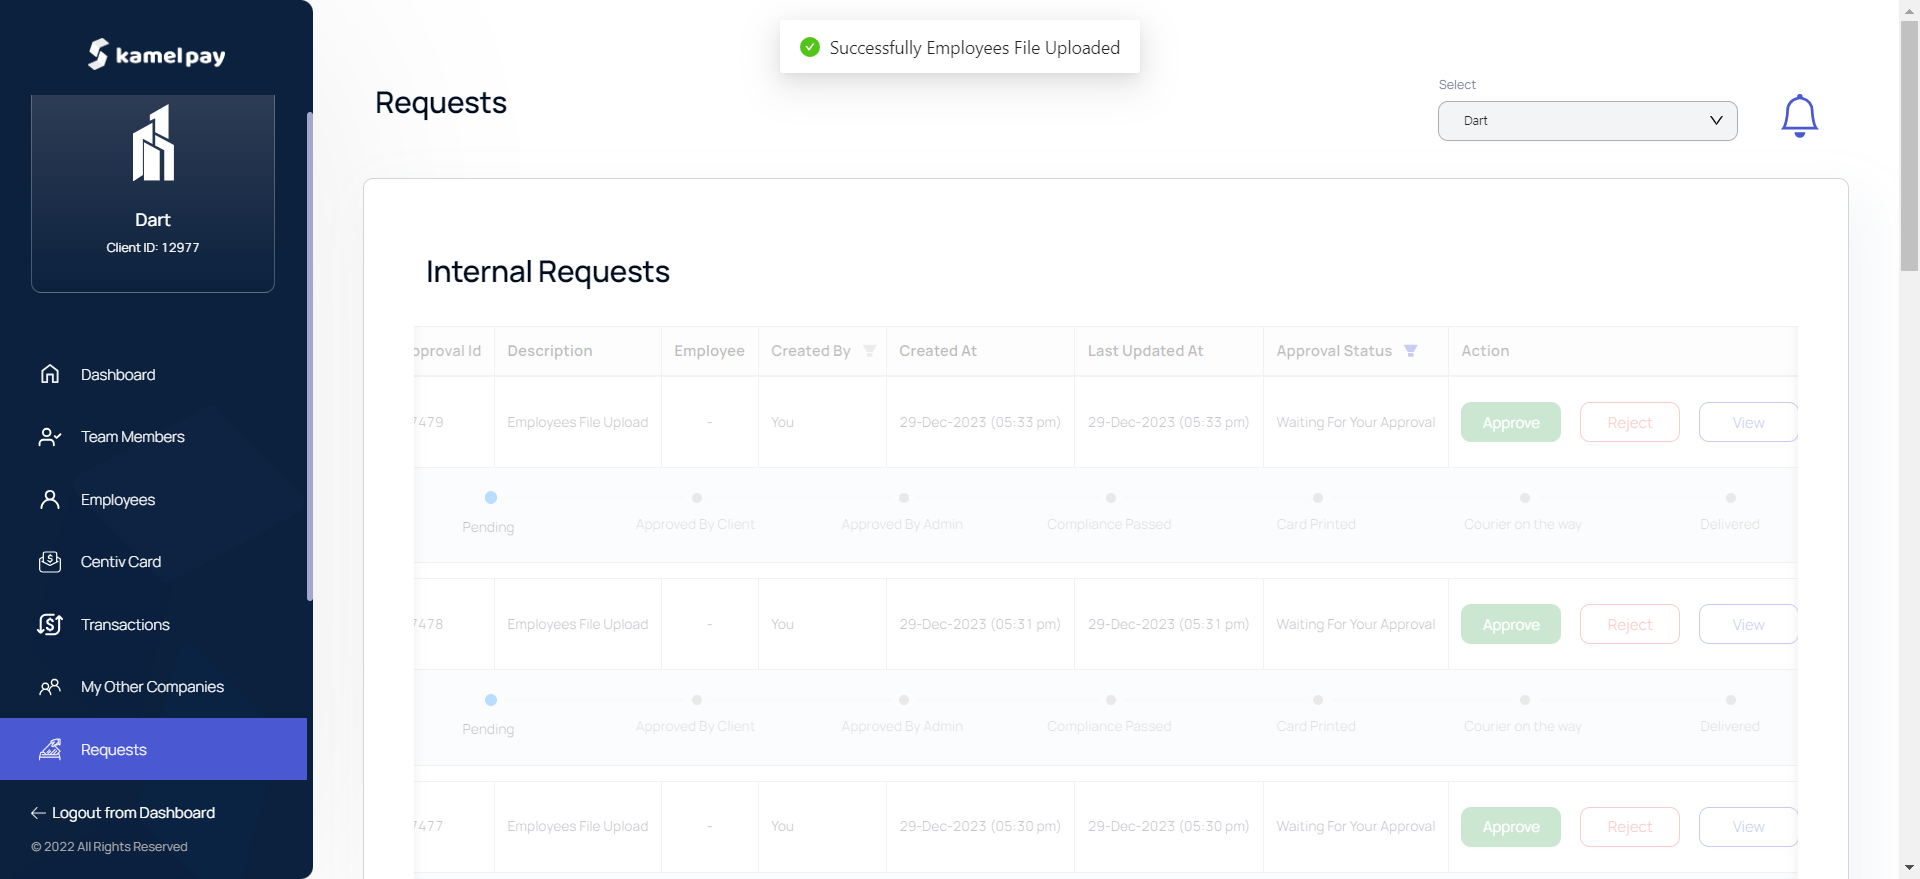 kamelpay
Dart
Client ID: 12977
Dashboard
Team Members
Employees
Centiv Card
Transactions
My Other Companies
Requests
Logout from Dashboard
© 2022 All Rights Reserved
Successfully Employees File Uploaded
Requests
Select
Dart
Internal Requests
pproval Id Description Employee Created By Created At Last Updated At Approval Status Action
7479 Employees File Upload - You 29-Dec-2023 (05:33 pm) 29-Dec-2023 (05:33 pm) Waiting For Your Approval Approve Reject View
Pending Approved By Client Approved By Admin Compliance Passed Card Printed Courier on the way Delivered
7478 Employees File Upload - You 29-Dec-2023 (05:31 pm) 29-Dec-2023 (05:31 pm) Waiting For Your Approval Approve Reject View
Pending Approved By Client Approved By Admin Compliance Passed Card Printed Courier on the way Delivered
7477 Employees File Upload - You 29-Dec-2023 (05:30 pm) 29-Dec-2023 (05:30 pm) Waiting For Your Approval Approve Reject View